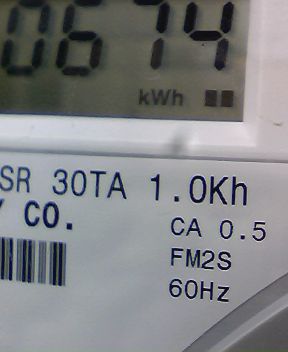 0674
kWh
SR 30TA 1.0Kh
Y CO.
CA 0.5
FM2S
60Hz